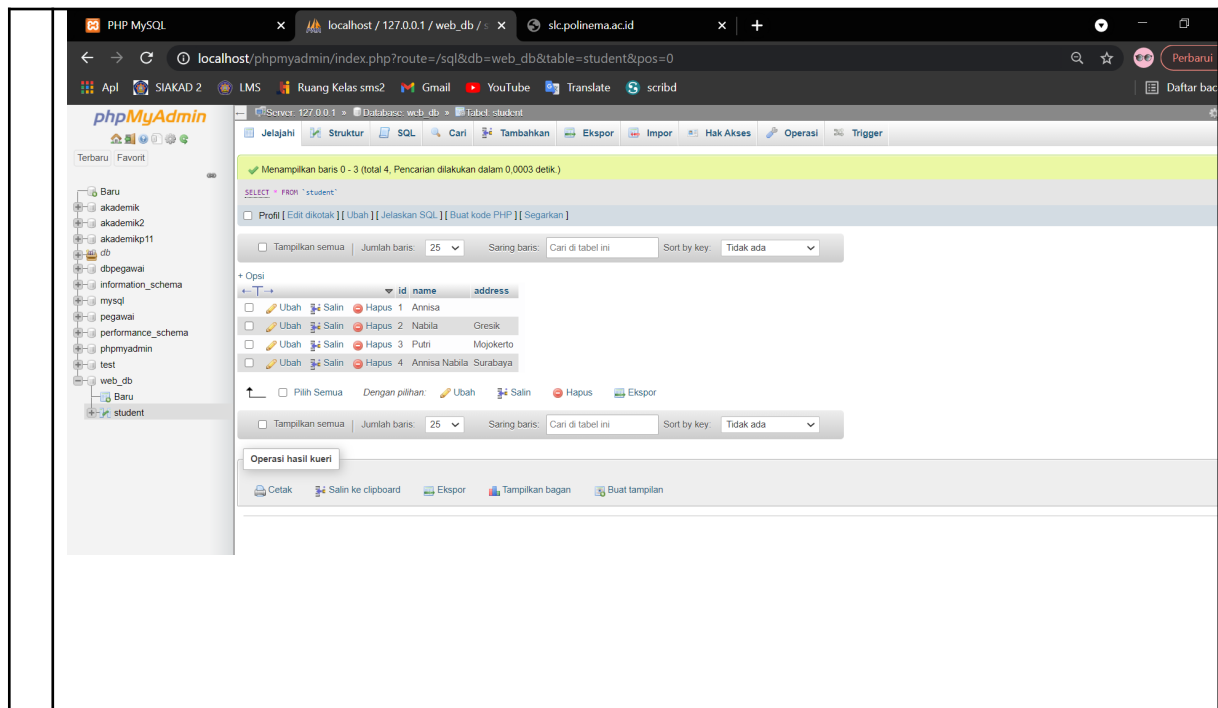 PHP MySQL
localhost / 127.0.0.1 / web_db / s
slc.polinema.ac.id
localhost/phpmyadmin/index.php?route=/sql&db=web_db&table=student&pos=0
Perbarui
Apl SIAKAD 2 LMS Ruang Kelas sms2 Gmail YouTube Translate scribd Daftar bac
phpMyAdmin
Terbaru Favorit
Baru
akademik
akademik2
akademikp11
db
dbpegawai
information_schema
mysql
pegawai
performance_schema
phpmyadmin
test
web_db
Baru
student
Server: 127.0.0.1 » Database: web_db » Tabel: student
Jelajahi Struktur SQL Cari Tambahkan Ekspor Impor Hak Akses Operasi Trigger
Menampilkan baris 0 - 3 (total 4, Pencarian dilakukan dalam 0,0003 detik.)
SELECT * FROM `student`
Profil [ Edit dikotak ] [ Ubah ] [ Jelaskan SQL ] [ Buat kode PHP ] [ Segarkan ]
Tampilkan semua | Jumlah baris: 25 Saring baris: Cari di tabel ini Sort by key: Tidak ada
+ Opsi
id name address
Ubah Salin Hapus 1 Annisa
Ubah Salin Hapus 2 Nabila Gresik
Ubah Salin Hapus 3 Putri Mojokerto
Ubah Salin Hapus 4 Annisa Nabila Surabaya
Pilih Semua Dengan pilihan: Ubah Salin Hapus Ekspor
Tampilkan semua | Jumlah baris: 25 Saring baris: Cari di tabel ini Sort by key: Tidak ada
Operasi hasil kueri
Cetak Salin ke clipboard Ekspor Tampilkan bagan Buat tampilan